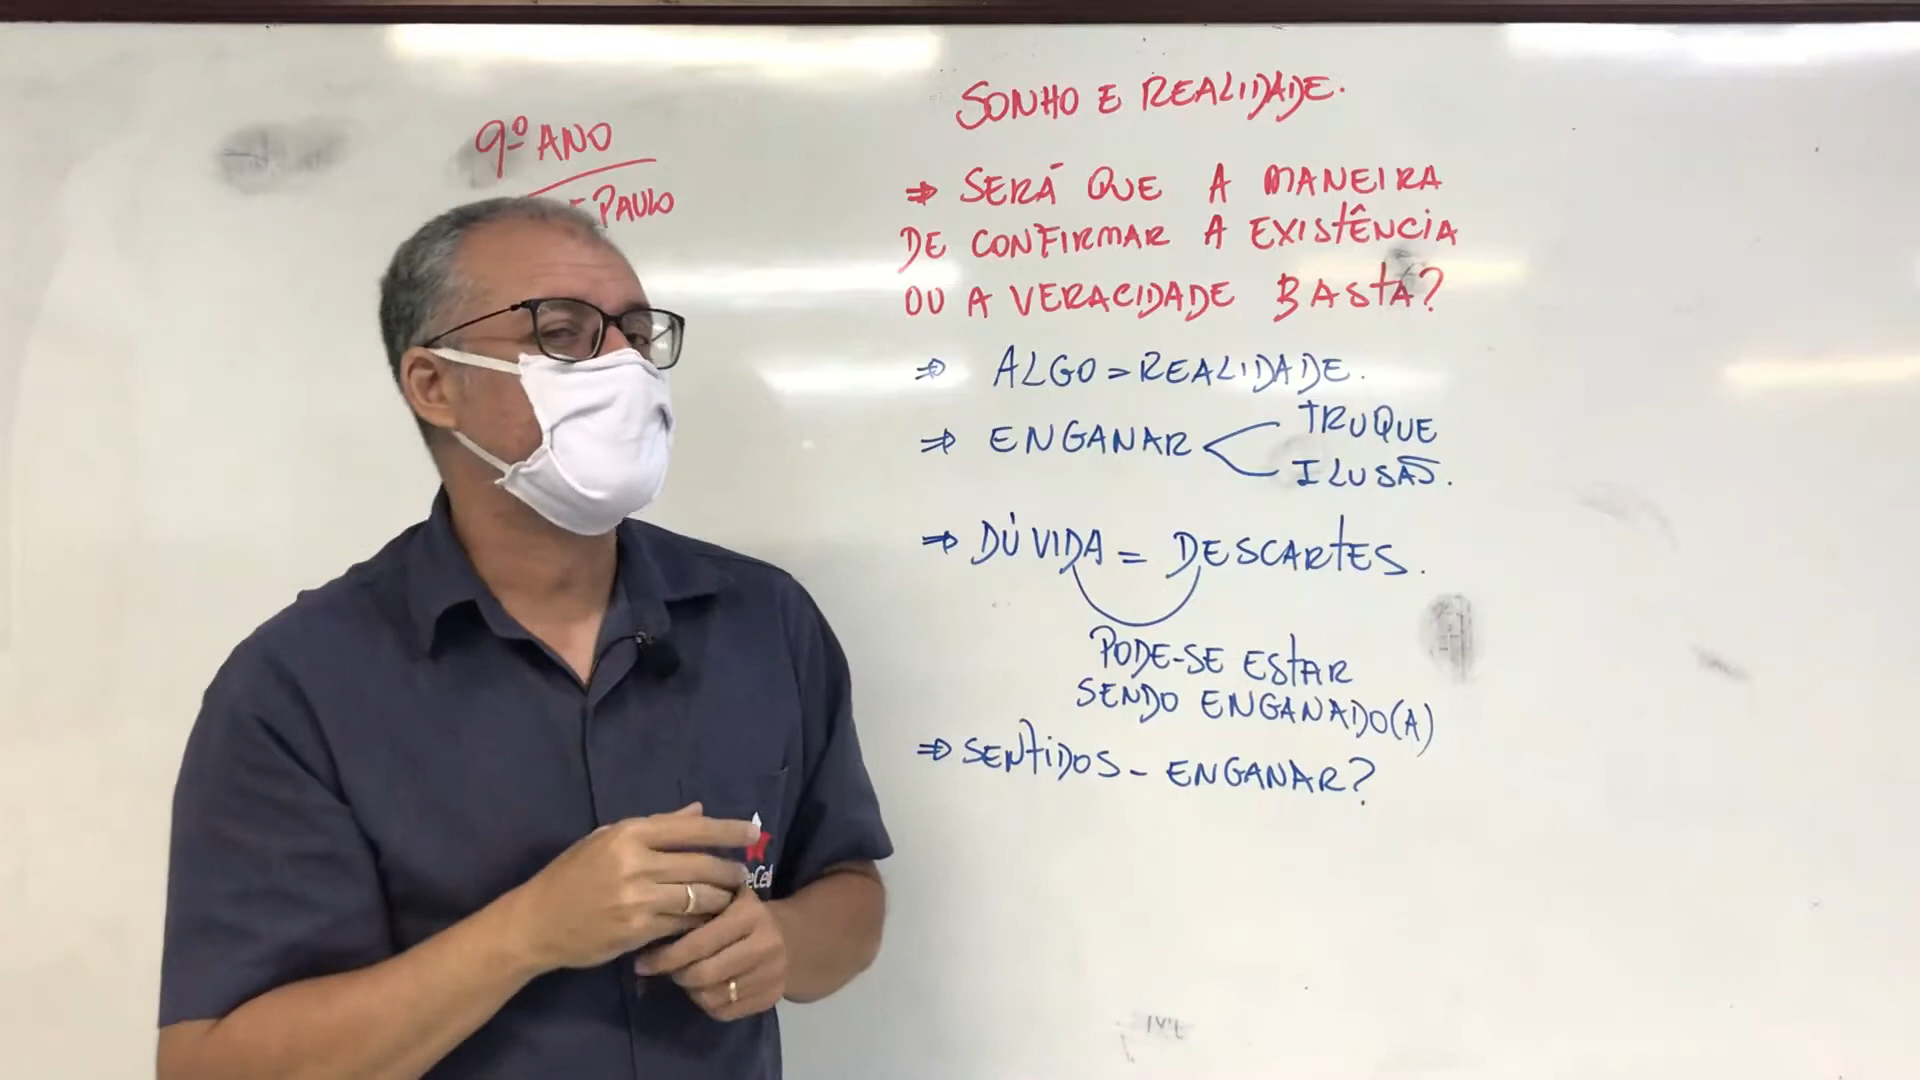 9º ANO
PAULO
SONHO E REALIDADE.
⇒ SERÁ QUE A MANEIRA
DE CONFIRMAR A EXISTÊNCIA
OU A VERACIDADE BASTA?
⇒ ALGO = REALIDADE.
⇒ ENGANAR < TRUQUE
ILUSÃO.
⇒ DÚVIDA = DESCARTES.
PODE-SE ESTAR
SENDO ENGANADO(A)
⇒ SENTIDOS - ENGANAR?